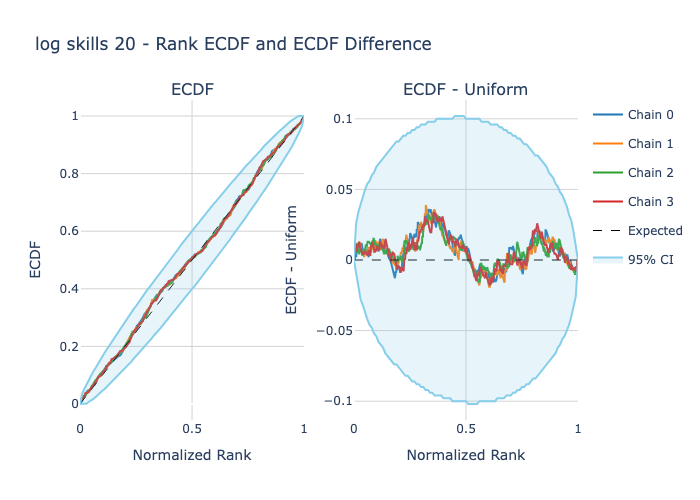 log skills 20 - Rank ECDF and ECDF Difference
ECDF
ECDF - Uniform
ECDF
1
0.8
0.6
0.4
0.2
0
0
0.5
1
Normalized Rank
ECDF - Uniform
0.1
0.05
0
−0.05
−0.1
0
0.5
1
Normalized Rank
Chain 0
Chain 1
Chain 2
Chain 3
Expected
95% CI